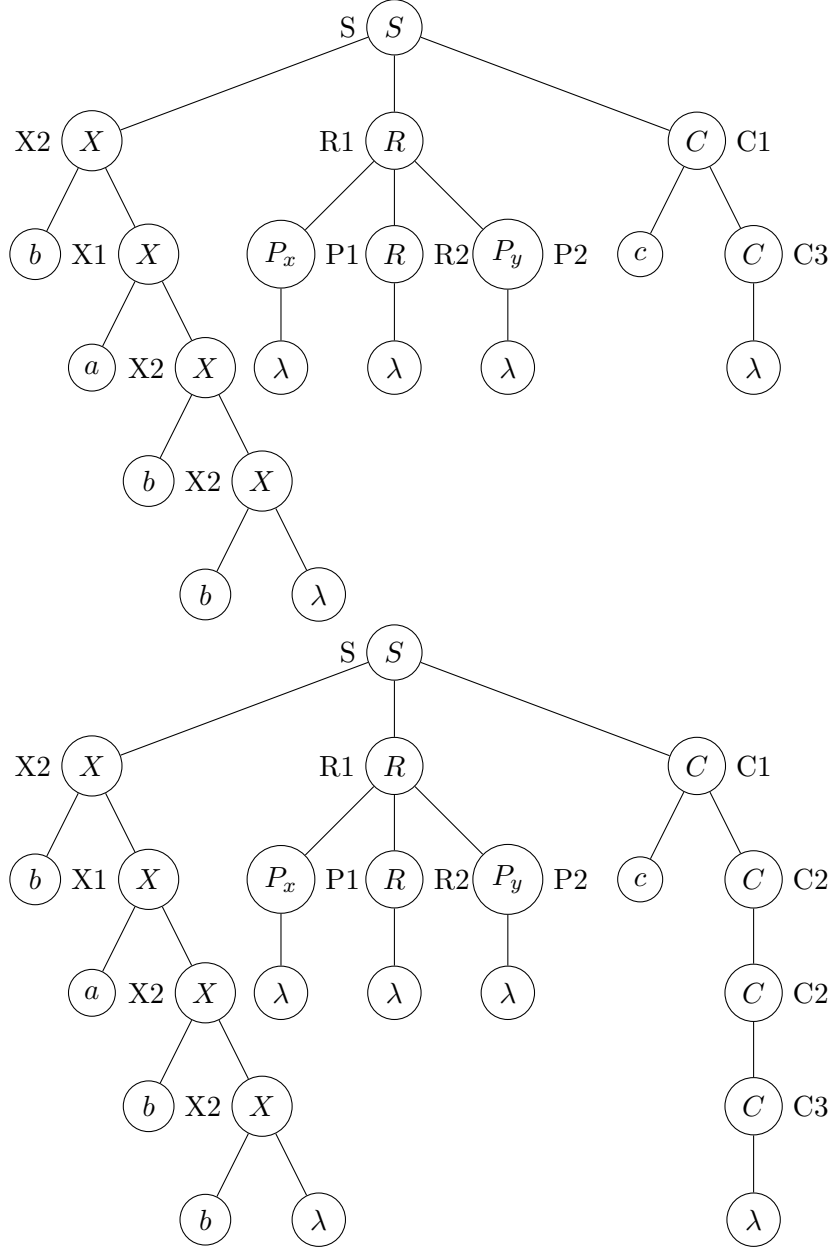 S S
X2 X R1 R C C1
b X1 X P_x P1 R R2 P_y P2 c C C3
a X2 X λ λ λ λ
b X2 X
b λ
S S
X2 X R1 R C C1
b X1 X P_x P1 R R2 P_y P2 c C C2
a X2 X λ λ λ C C2
b X2 X C C3
b λ λ